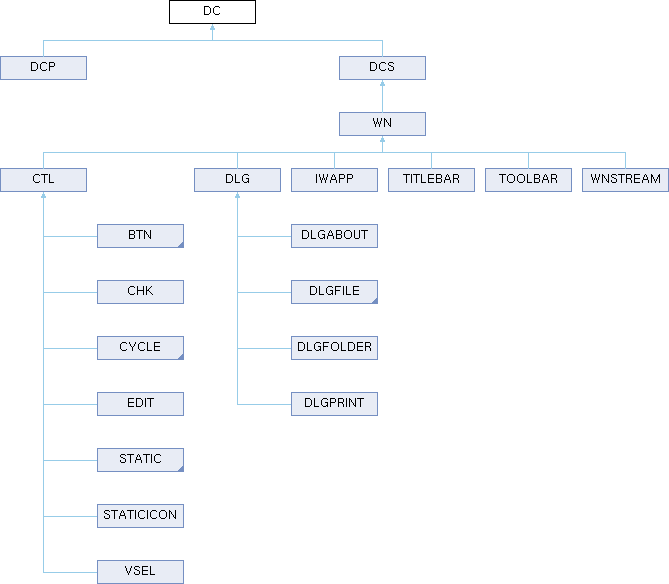 DC
DCP
DCS
WN
CTL
DLG
IWAPP
TITLEBAR
TOOLBAR
WNSTREAM
BTN
DLGABOUT
CHK
DLGFILE
CYCLE
DLGFOLDER
EDIT
DLGPRINT
STATIC
STATICICON
VSEL